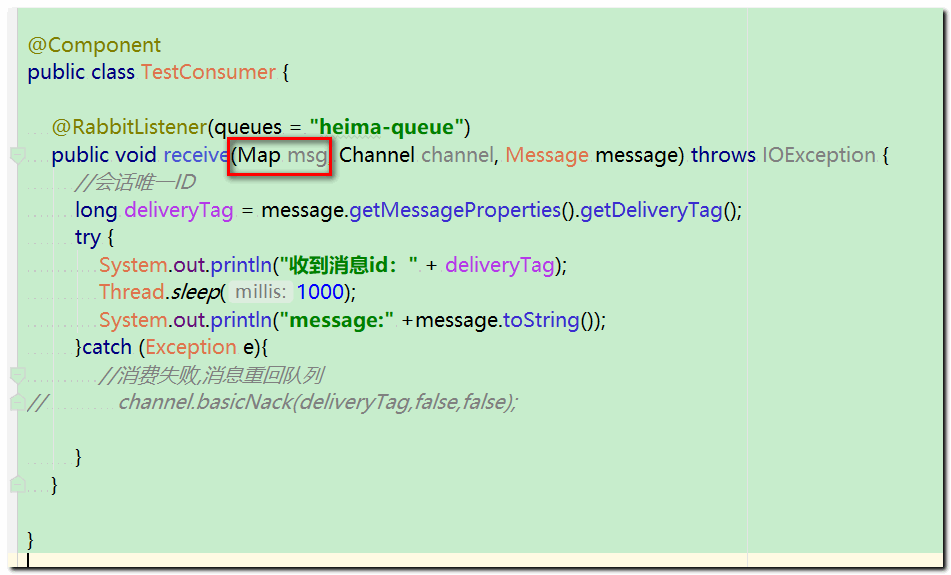 @Component
public class TestConsumer {
@RabbitListener(queues = "heima-queue")
public void receive(Map msg, Channel channel, Message message) throws IOException {
//会话唯一ID
long deliveryTag = message.getMessageProperties().getDeliveryTag();
try {
System.out.println("收到消息id：" + deliveryTag);
Thread.sleep( millis: 1000);
System.out.println("message:" +message.toString());
}catch (Exception e){
//消费失败,消息重回队列
// channel.basicNack(deliveryTag,false,false);
}
}
}